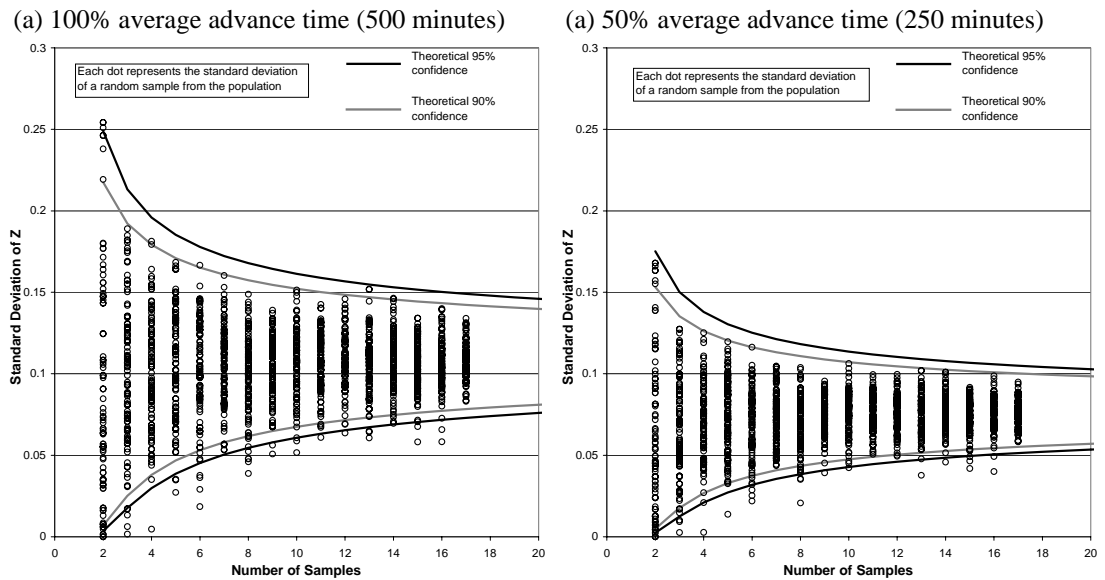 (a) 100% average advance time (500 minutes)
0.3
0.25
0.2
0.15
0.1
0.05
0
Standard Deviation of Z
Each dot represents the standard deviation
of a random sample from the population
Theoretical 95%
confidence
Theoretical 90%
confidence
0 2 4 6 8 10 12 14 16 18 20
Number of Samples
(a) 50% average advance time (250 minutes)
0.3
0.25
0.2
0.15
0.1
0.05
0
Standard Deviation of Z
Each dot represents the standard deviation
of a random sample from the population
Theoretical 95%
confidence
Theoretical 90%
confidence
0 2 4 6 8 10 12 14 16 18 20
Number of Samples